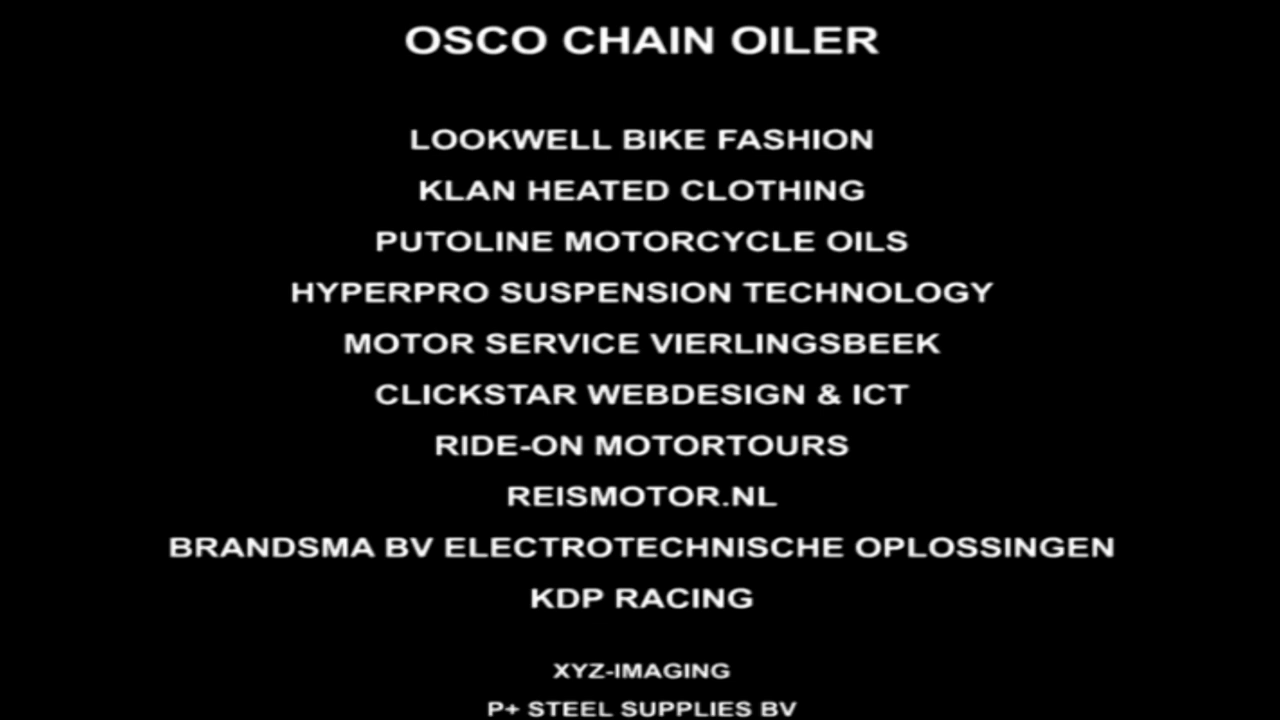 OSCO CHAIN OILER
LOOKWELL BIKE FASHION
KLAN HEATED CLOTHING
PUTOLINE MOTORCYCLE OILS
HYPERPRO SUSPENSION TECHNOLOGY
MOTOR SERVICE VIERLINGSBEEK
CLICKSTAR WEBDESIGN & ICT
RIDE-ON MOTORTOURS
REISMOTOR.NL
BRANDSMA BV ELECTROTECHNISCHE OPLOSSINGEN
KDP RACING
XYZ-IMAGING
P+ STEEL SUPPLIES BV